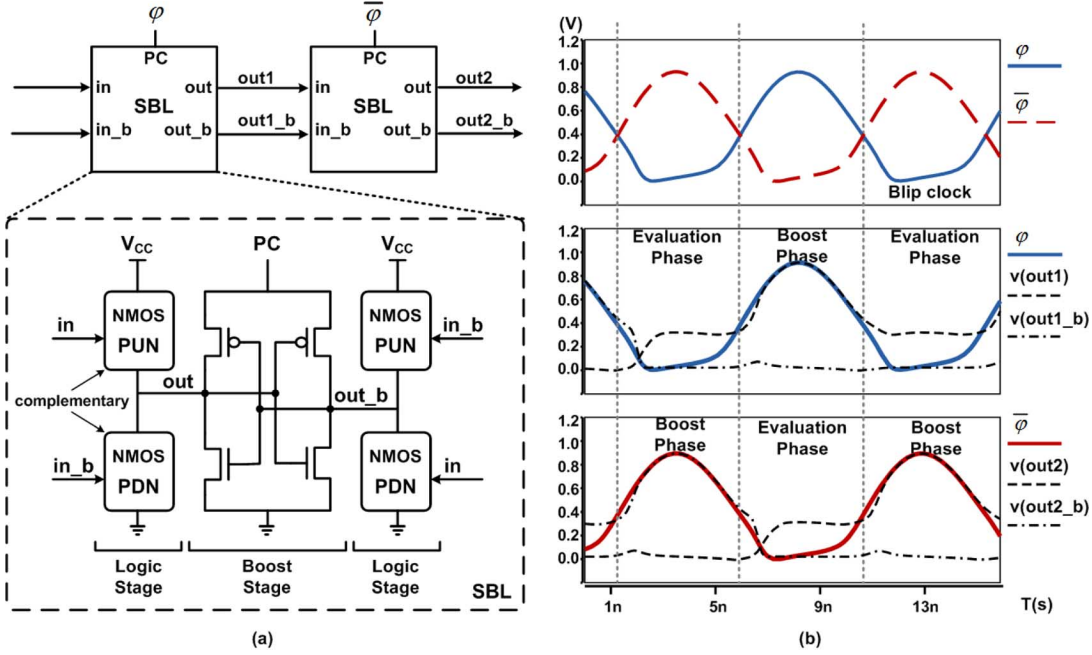 φ
φ̅
PC
PC
in
out
out1
in
out
out2
SBL
SBL
in_b
out_b
out1_b
in_b
out_b
out2_b
V_CC
PC
V_CC
in
NMOS
PUN
NMOS
PUN
in_b
complementary
out
out_b
in_b
NMOS
PDN
NMOS
PDN
in
Logic
Stage
Boost
Stage
Logic
Stage
SBL
(a)
(V)
1.2
1.0
0.8
0.6
0.4
0.2
0.0
φ
φ̅
Blip clock
1.2
1.0
0.8
0.6
0.4
0.2
0.0
Evaluation
Phase
Boost
Phase
Evaluation
Phase
φ
v(out1)
v(out1_b)
1.2
1.0
0.8
0.6
0.4
0.2
0.0
Boost
Phase
Evaluation
Phase
Boost
Phase
φ̅
v(out2)
v(out2_b)
1n
5n
9n
13n
T(s)
(b)